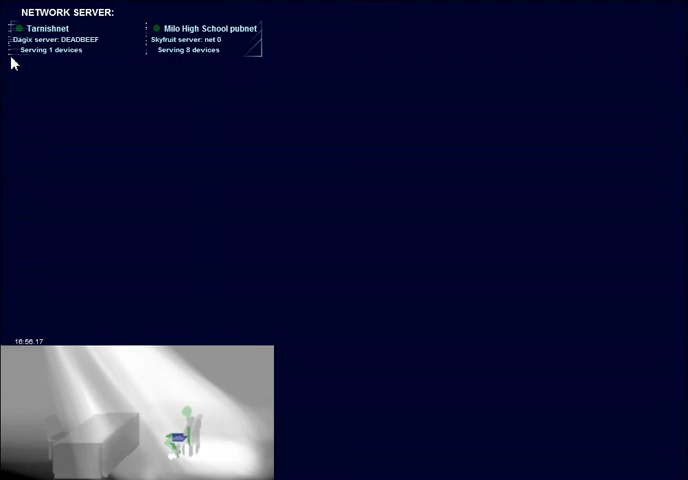 NETWORK SERVER:
Tarnishnet
Milo High School pubnet
Dagix server: DEADBEEF
Skyfruit server: net 0
Serving 1 devices
Serving 8 devices
16:56.17